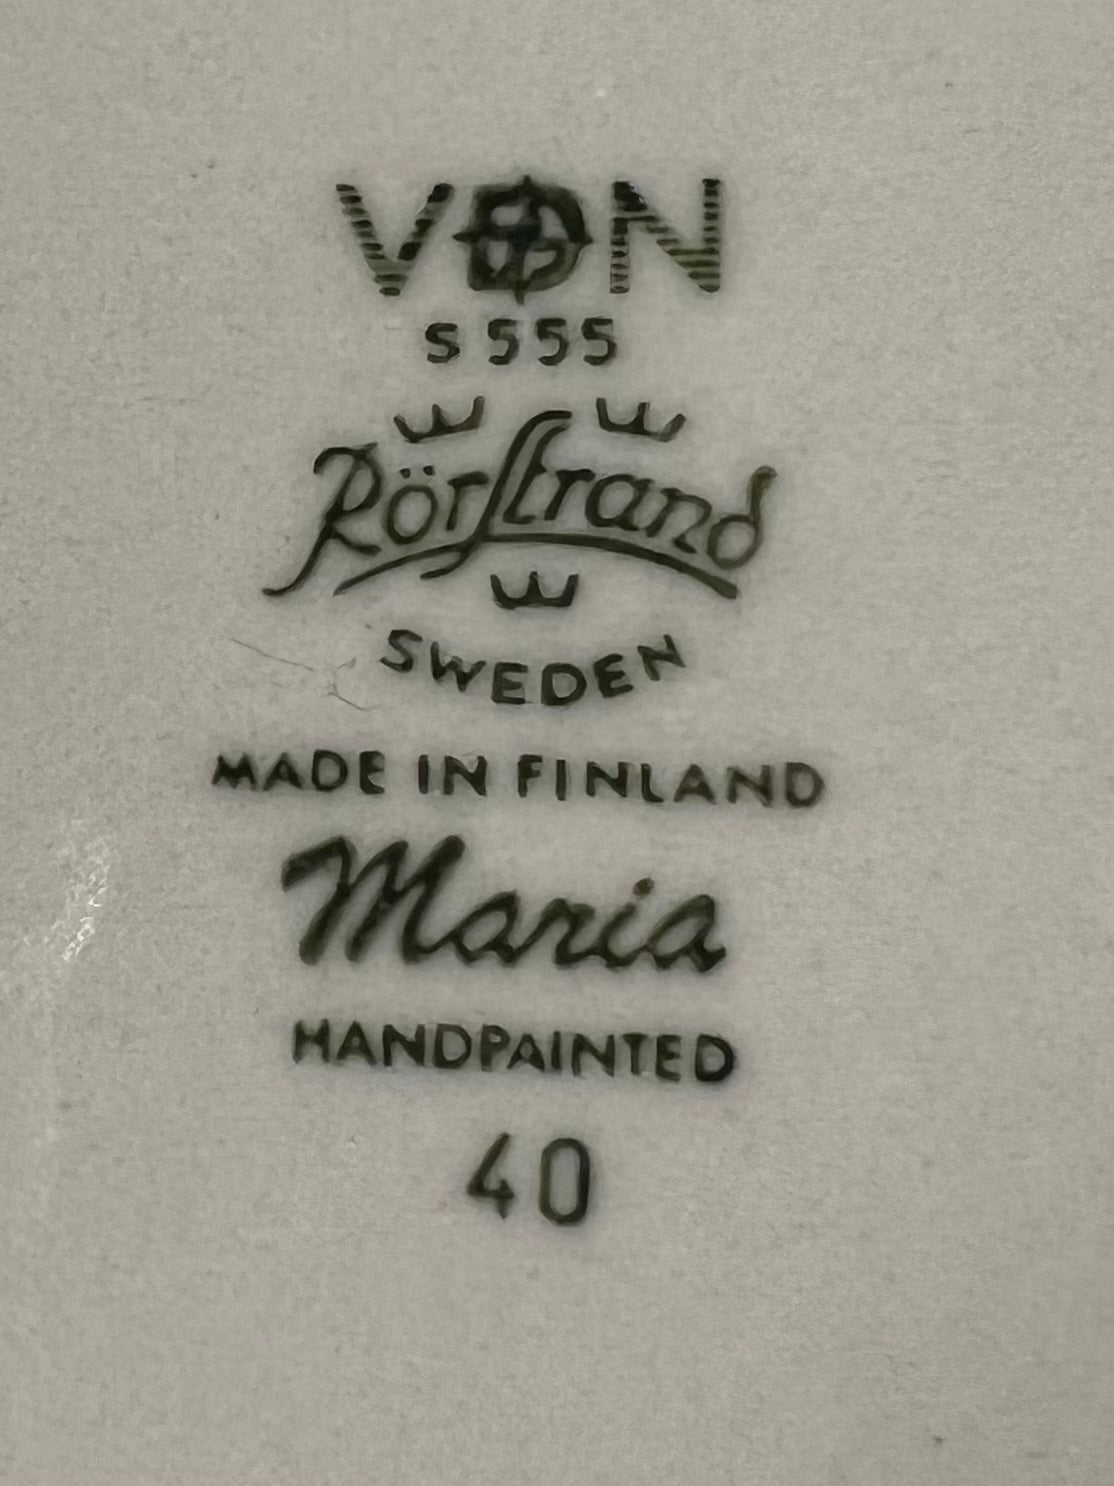 VDN
S 555
Rörstrand
SWEDEN
MADE IN FINLAND
Maria
HANDPAINTED
40